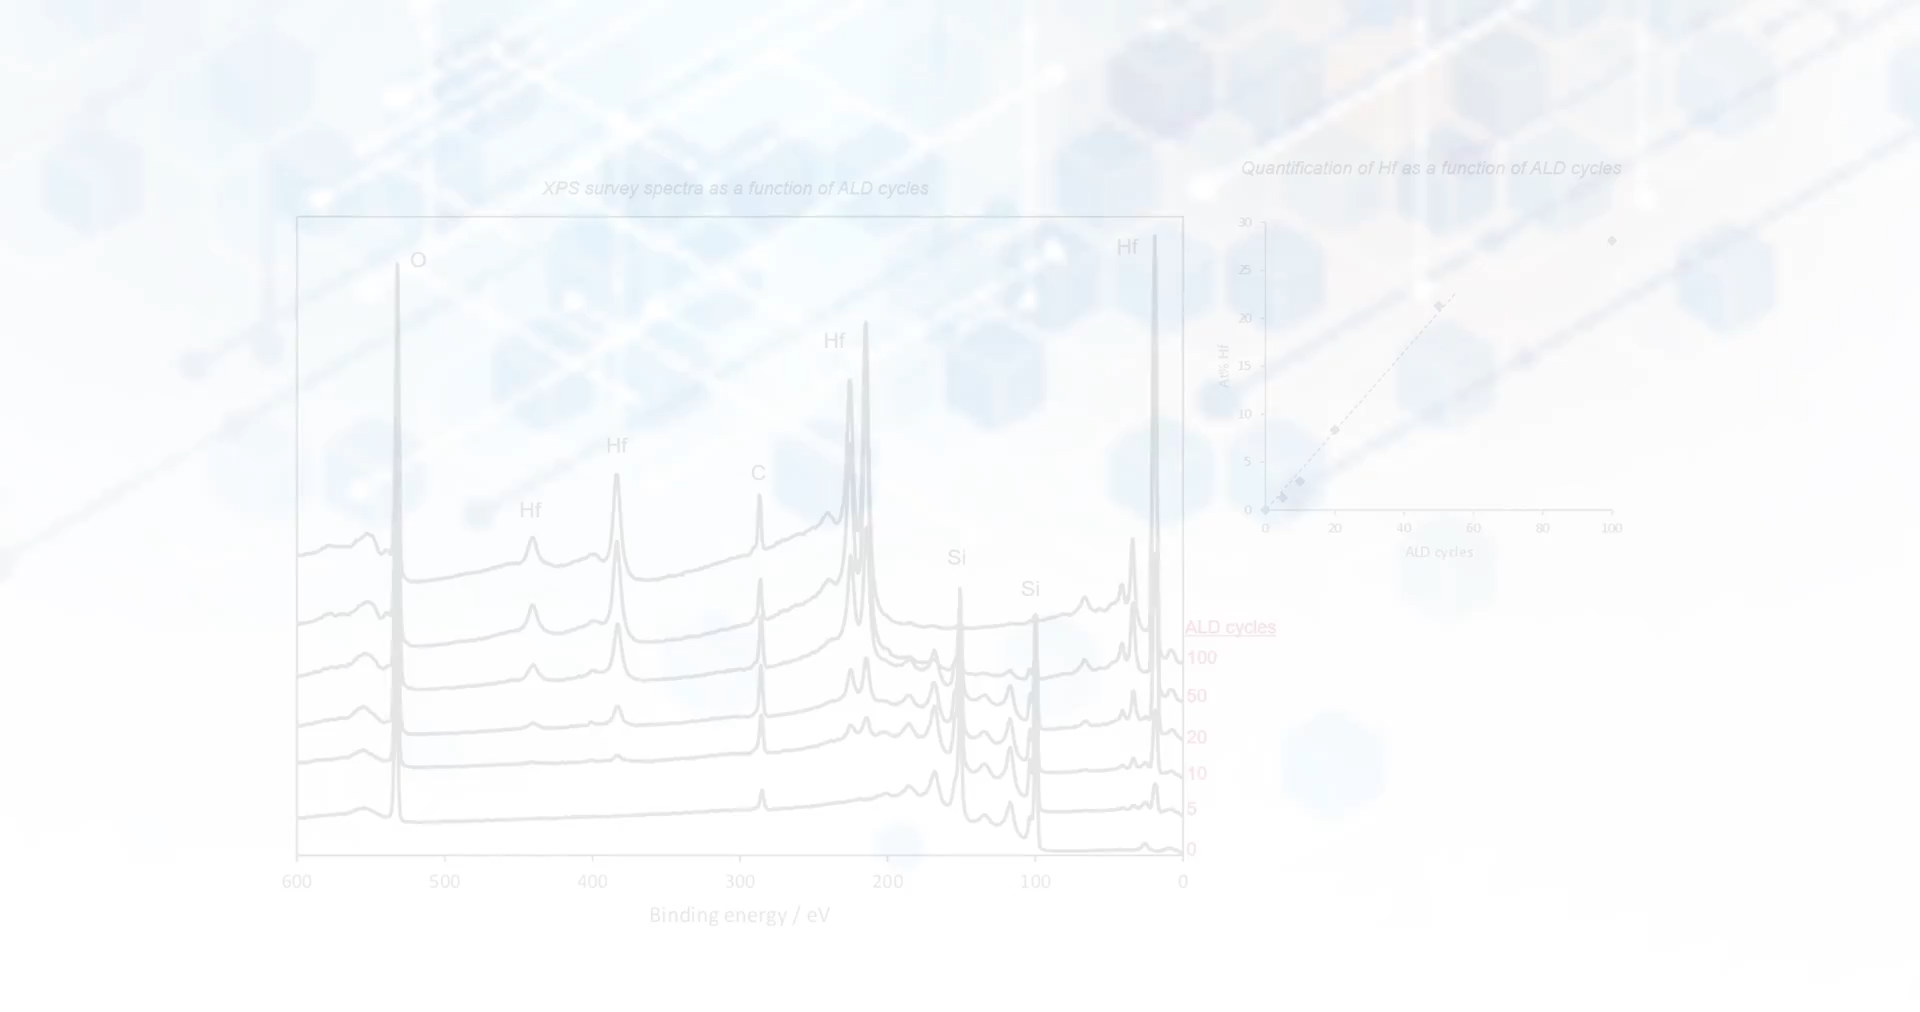 XPS survey spectra as a function of ALD cycles
O
Hf
Hf
C
Hf
Si
Si
Hf
ALD cycles
100
50
20
10
5
0
600 500 400 300 200 100 0
Binding energy / eV
Quantification of Hf as a function of ALD cycles
30
25
20
15
10
5
0
At% Hf
0 20 40 60 80 100
ALD cycles